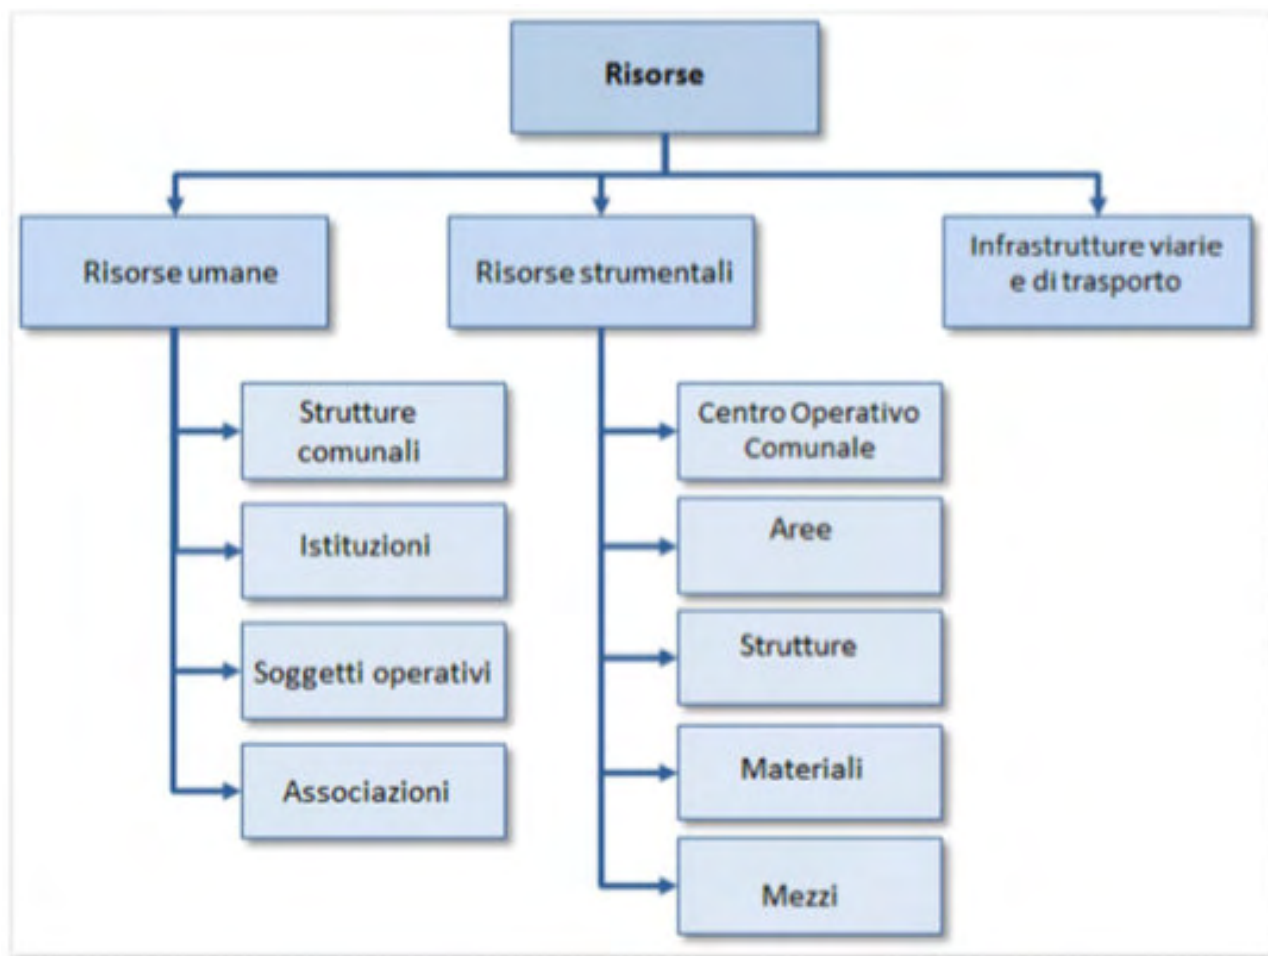 Risorse
Risorse umane
Risorse strumentali
Infrastrutture viarie
e di trasporto
Strutture
comunali
Istituzioni
Soggetti operativi
Associazioni
Centro Operativo
Comunale
Aree
Strutture
Materiali
Mezzi